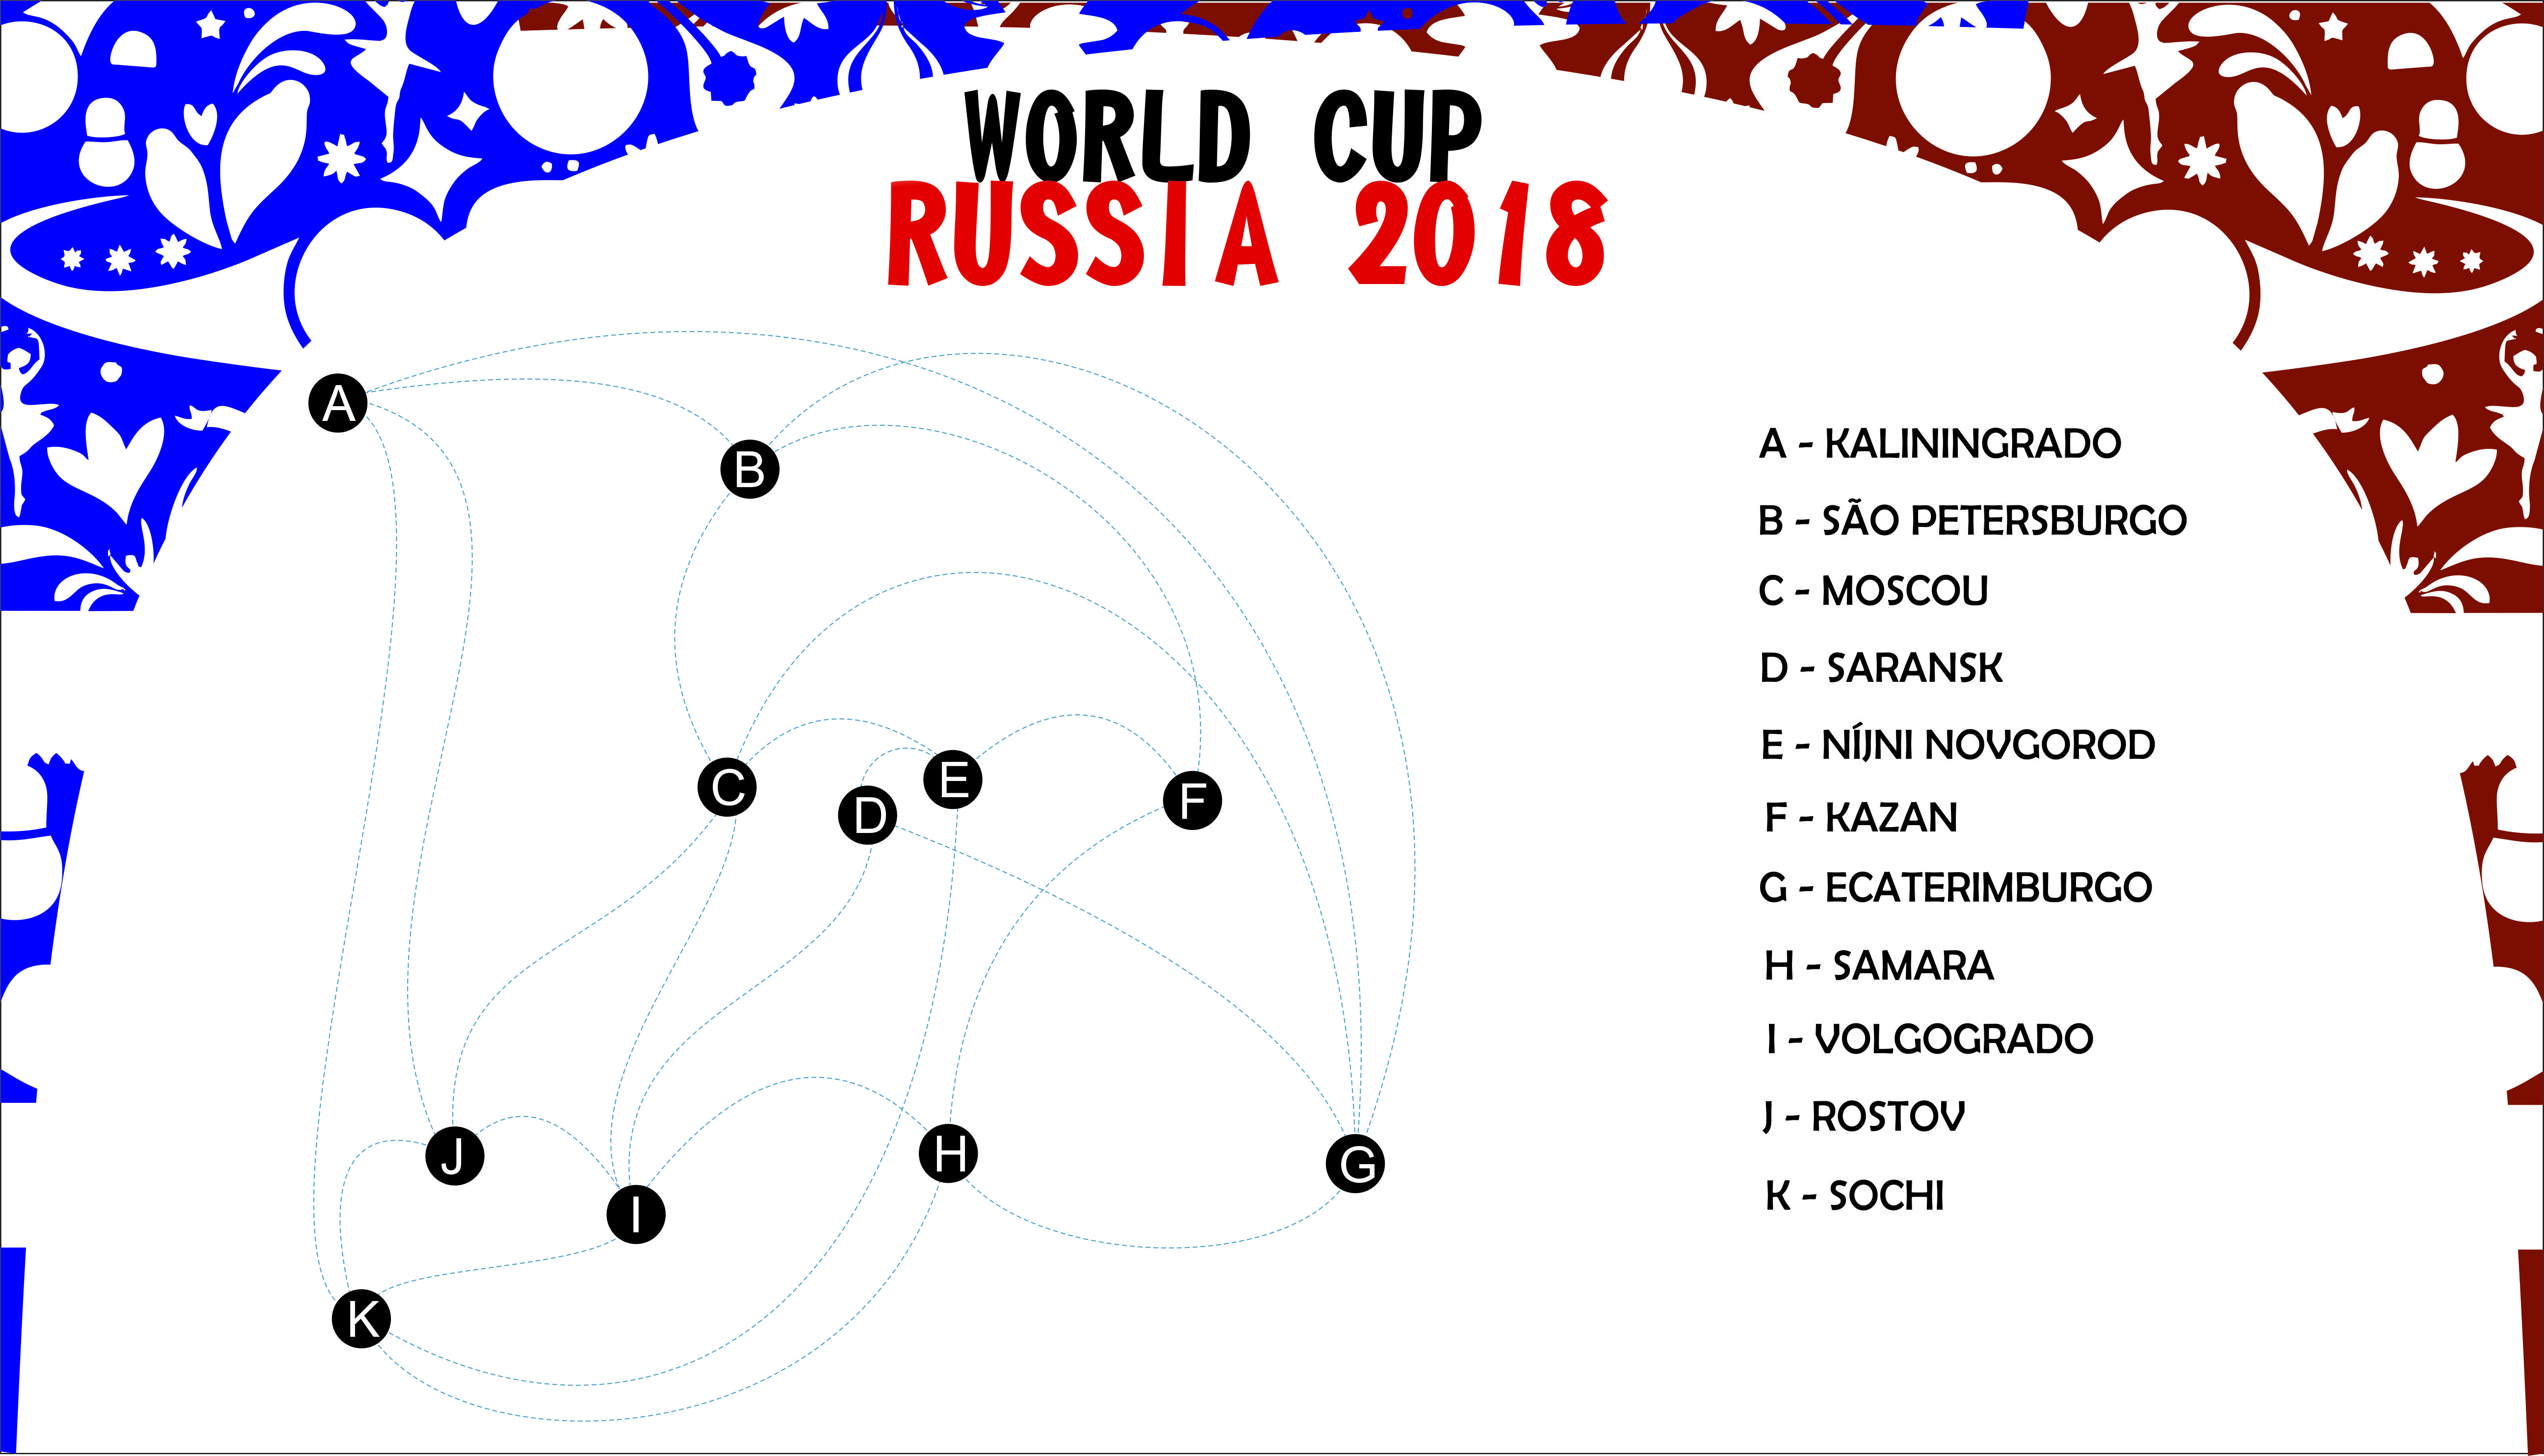 WORLD CUP
RUSSIA 2018
A
B
C
D
E
F
G
H
I
J
K
A - KALININGRADO
B - SÃO PETERSBURGO
C - MOSCOU
D - SARANSK
E - NÍJNI NOVGOROD
F - KAZAN
G - ECATERIMBURGO
H - SAMARA
I - VOLGOGRADO
J - ROSTOV
K - SOCHI